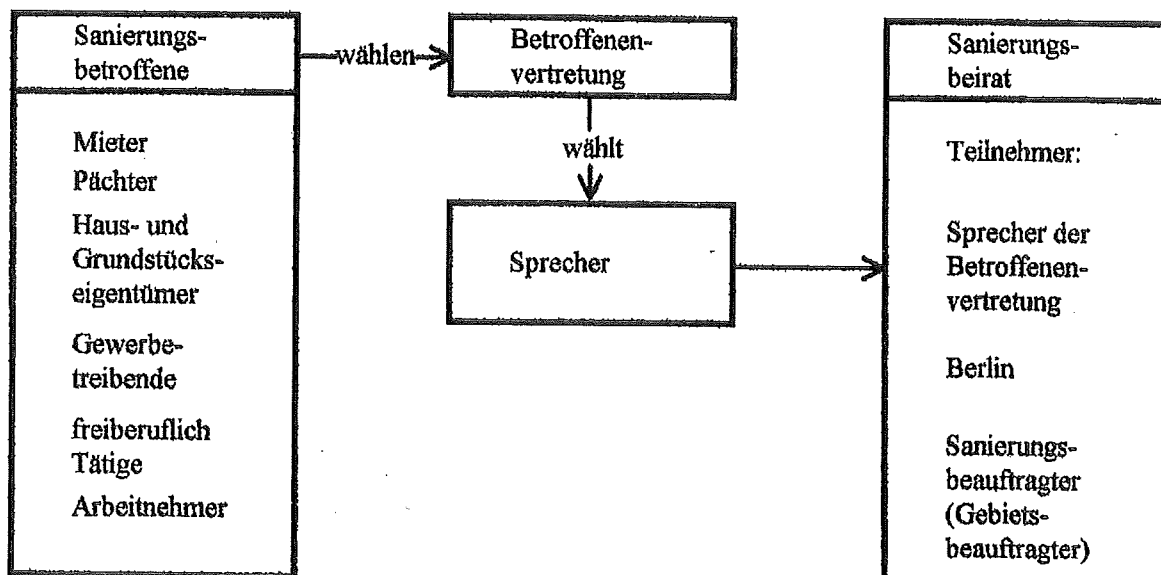 Sanierungs-
betroffene
Mieter
Pächter
Haus- und
Grundstücks-
eigentümer
Gewerbe-
treibende
freiberuflich
Tätige
Arbeitnehmer
wählen
Betroffenen-
vertretung
wählt
Sprecher
Sanierungs-
beirat
Teilnehmer:
Sprecher der
Betroffenen-
vertretung
Berlin
Sanierungs-
beauftragter
(Gebiets-
beauftragter)